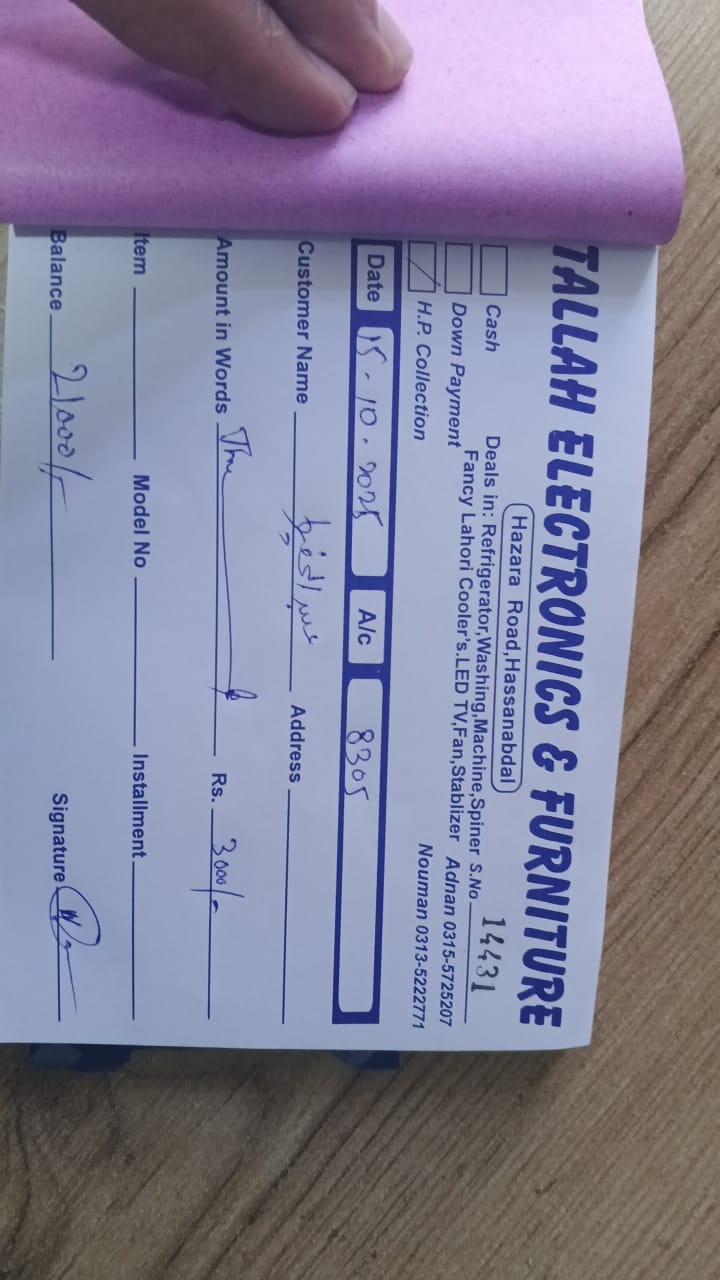 TALLAH ELECTRONICS & FURNITURE
Hazara Road,Hassanabdal
Cash Deals in: Refrigerator,Washing,Machine,Spiner S.No 14431
Down Payment Fancy Lahori Cooler's.LED TV,Fan,Stablizer Adnan 0315-5725207
H.P. Collection Nouman 0313-5222771
Date 15.10.2025 A/c 8305
Customer Name Address
Amount in Words Rs. 3000/-
Item Model No Installment
Balance 21000/- Signature